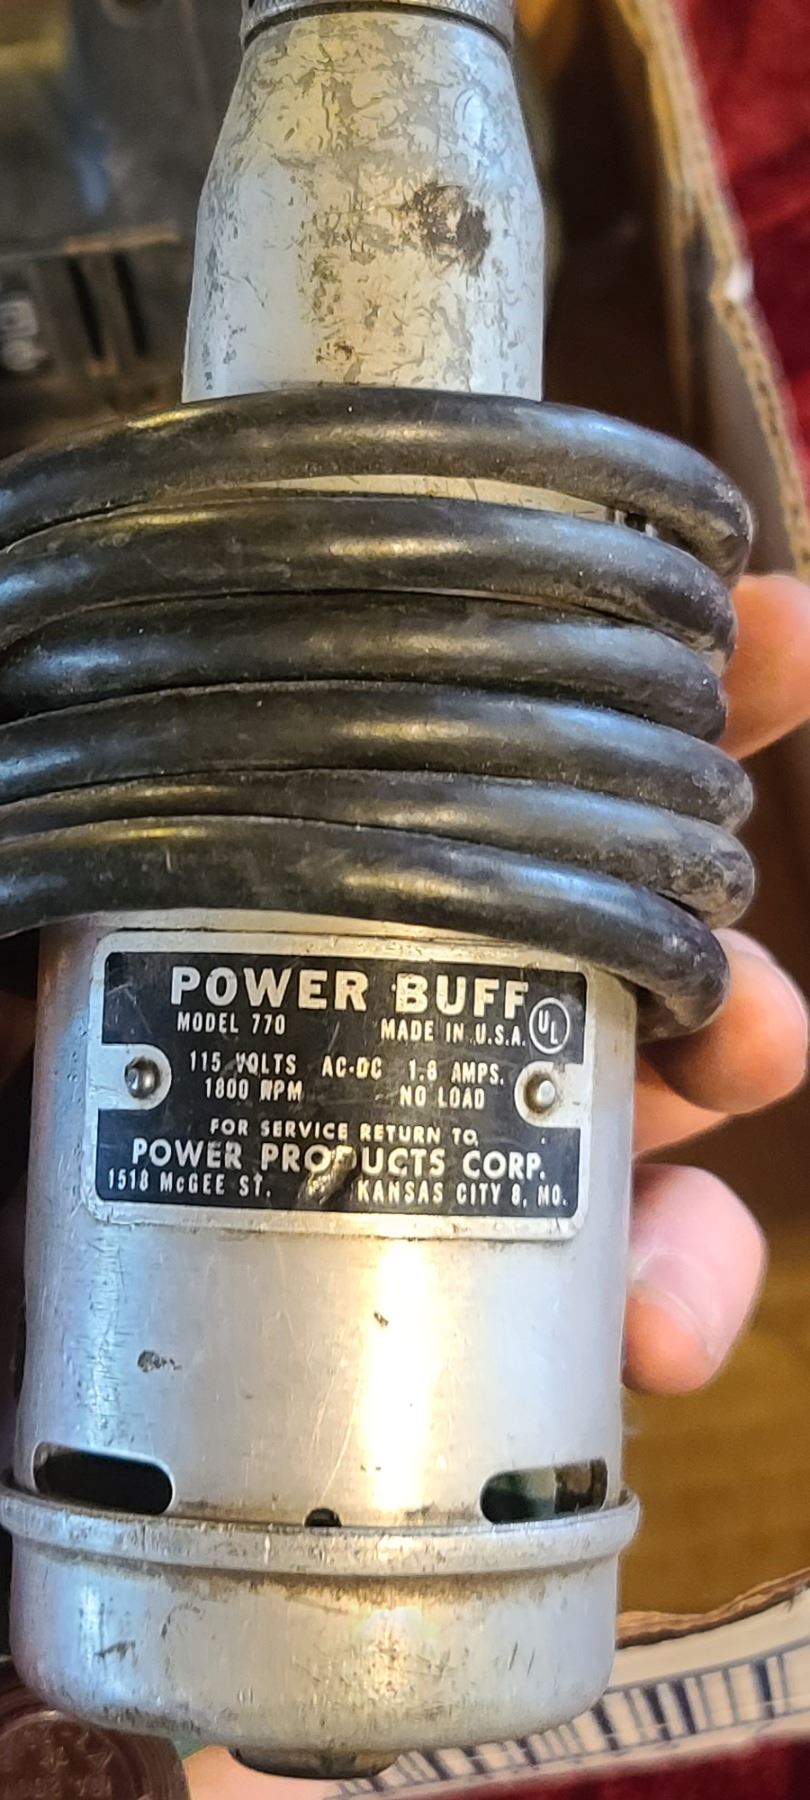 POWER BUFF
MODEL 770 MADE IN U.S.A. UL
115 VOLTS AC-DC 1.8 AMPS.
1800 RPM NO LOAD
FOR SERVICE RETURN TO
POWER PRODUCTS CORP.
1518 McGEE ST. KANSAS CITY 8, MO.